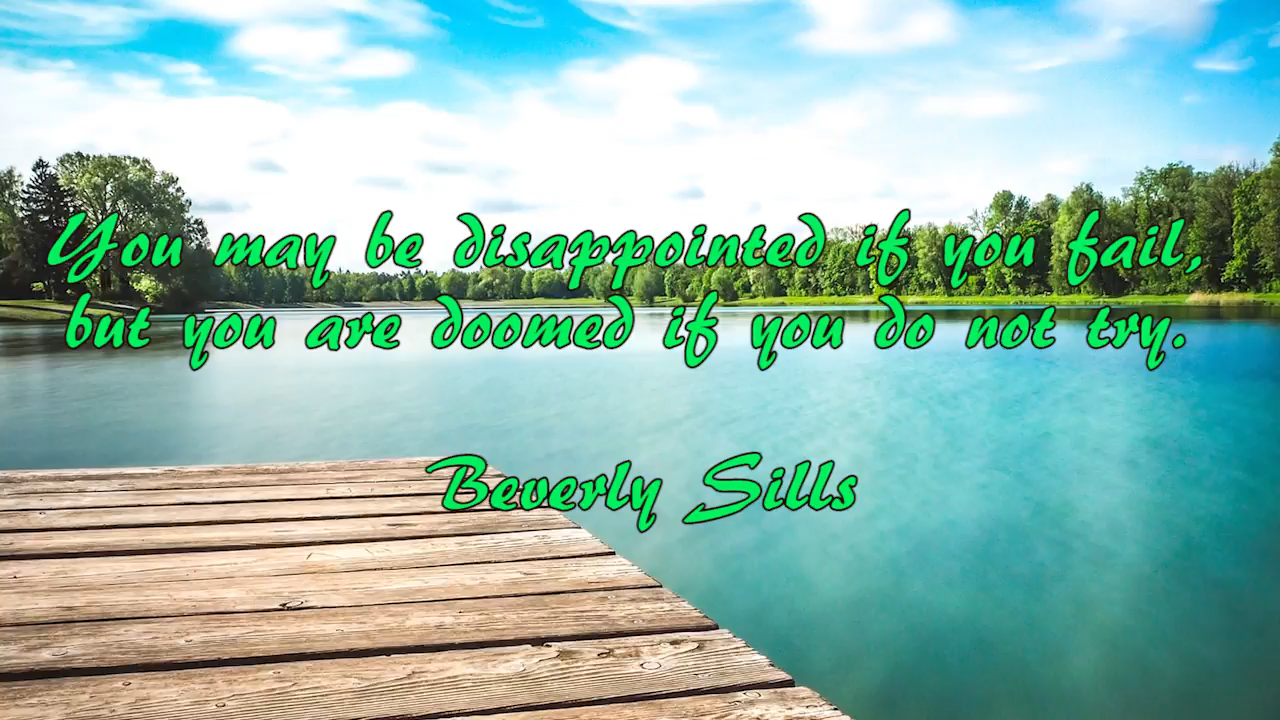 You may be disappointed if you fail,
but you are doomed if you do not try.
Beverly Sills